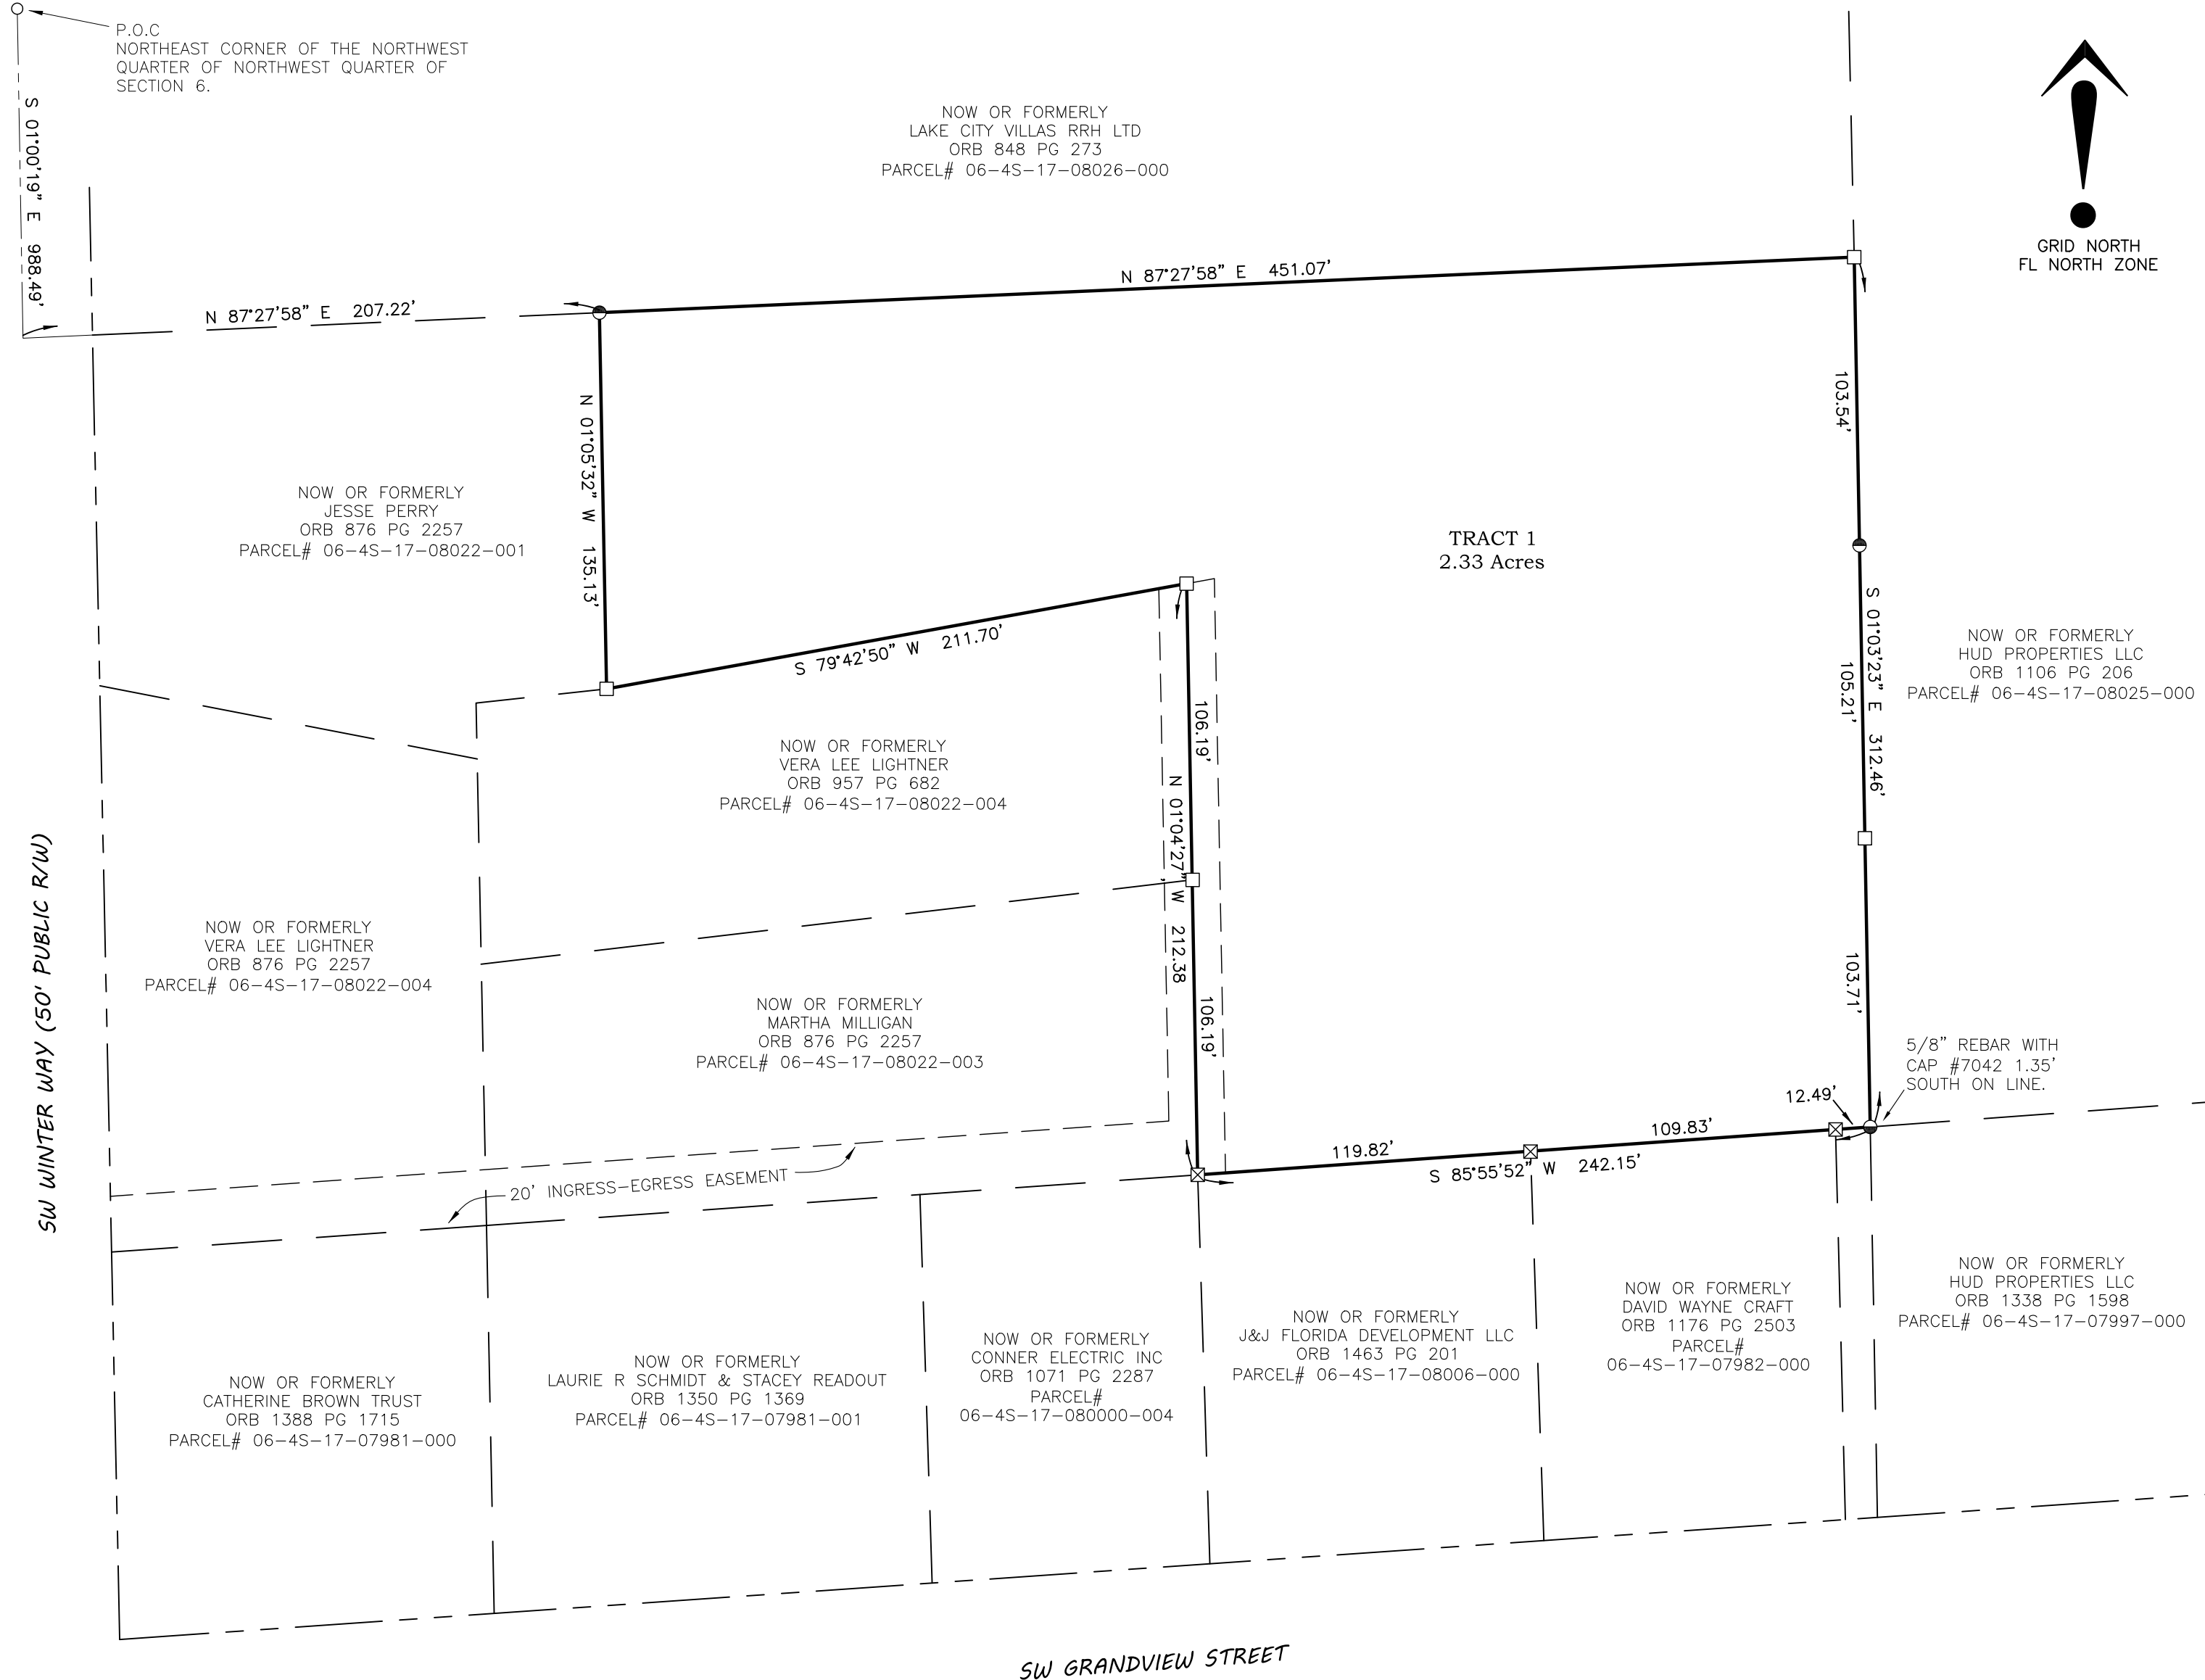 P.O.C
NORTHEAST CORNER OF THE NORTHWEST
QUARTER OF NORTHWEST QUARTER OF
SECTION 6.
S 01°00'19" E 988.49'
NOW OR FORMERLY
LAKE CITY VILLAS RRH LTD
ORB 848 PG 273
PARCEL# 06-4S-17-08026-000
GRID NORTH
FL NORTH ZONE
N 87°27'58" E 207.22'
N 87°27'58" E 451.07'
N 01°05'32" W 135.13'
103.54'
NOW OR FORMERLY
JESSE PERRY
ORB 876 PG 2257
PARCEL# 06-4S-17-08022-001
TRACT 1
2.33 Acres
S 79°42'50" W 211.70'
S 01°03'23" E 312.46'
105.21'
NOW OR FORMERLY
HUD PROPERTIES LLC
ORB 1106 PG 206
PARCEL# 06-4S-17-08025-000
106.19'
N 01°04'27" W 212.38'
NOW OR FORMERLY
VERA LEE LIGHTNER
ORB 957 PG 682
PARCEL# 06-4S-17-08022-004
SW WINTER WAY (50' PUBLIC R/W)
NOW OR FORMERLY
VERA LEE LIGHTNER
ORB 876 PG 2257
PARCEL# 06-4S-17-08022-004
NOW OR FORMERLY
MARTHA MILLIGAN
ORB 876 PG 2257
PARCEL# 06-4S-17-08022-003
106.19'
103.71'
5/8" REBAR WITH
CAP #7042 1.35'
SOUTH ON LINE.
12.49'
109.83'
119.82'
S 85°55'52" W 242.15'
20' INGRESS-EGRESS EASEMENT
NOW OR FORMERLY
CATHERINE BROWN TRUST
ORB 1388 PG 1715
PARCEL# 06-4S-17-07981-000
NOW OR FORMERLY
LAURIE R SCHMIDT & STACEY READOUT
ORB 1350 PG 1369
PARCEL# 06-4S-17-07981-001
NOW OR FORMERLY
CONNER ELECTRIC INC
ORB 1071 PG 2287
PARCEL#
06-4S-17-080000-004
NOW OR FORMERLY
J&J FLORIDA DEVELOPMENT LLC
ORB 1463 PG 201
PARCEL# 06-4S-17-08006-000
NOW OR FORMERLY
DAVID WAYNE CRAFT
ORB 1176 PG 2503
PARCEL#
06-4S-17-07982-000
NOW OR FORMERLY
HUD PROPERTIES LLC
ORB 1338 PG 1598
PARCEL# 06-4S-17-07997-000
SW GRANDVIEW STREET